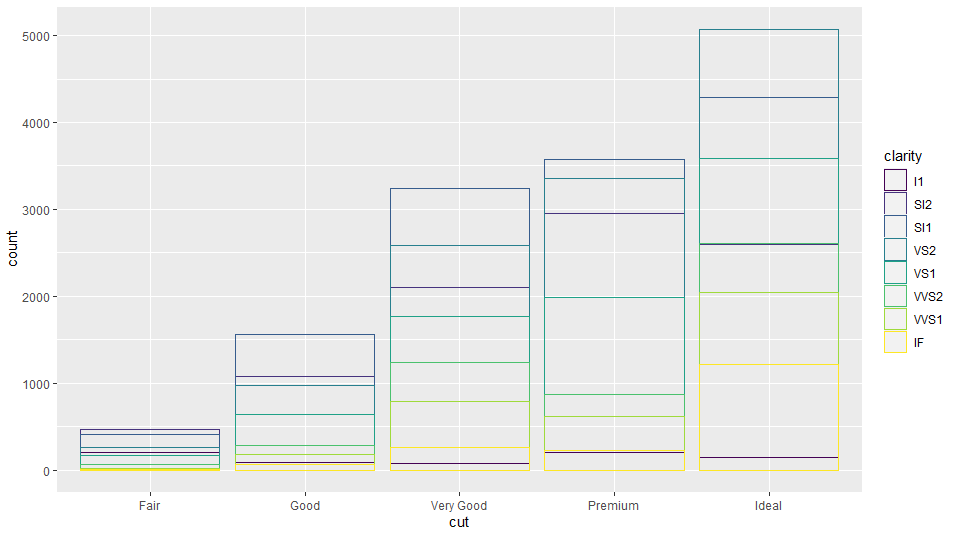 5000
4000
3000
2000
1000
0
count
Fair
Good
Very Good
Premium
Ideal
cut
clarity
I1
SI2
SI1
VS2
VS1
VVS2
VVS1
IF